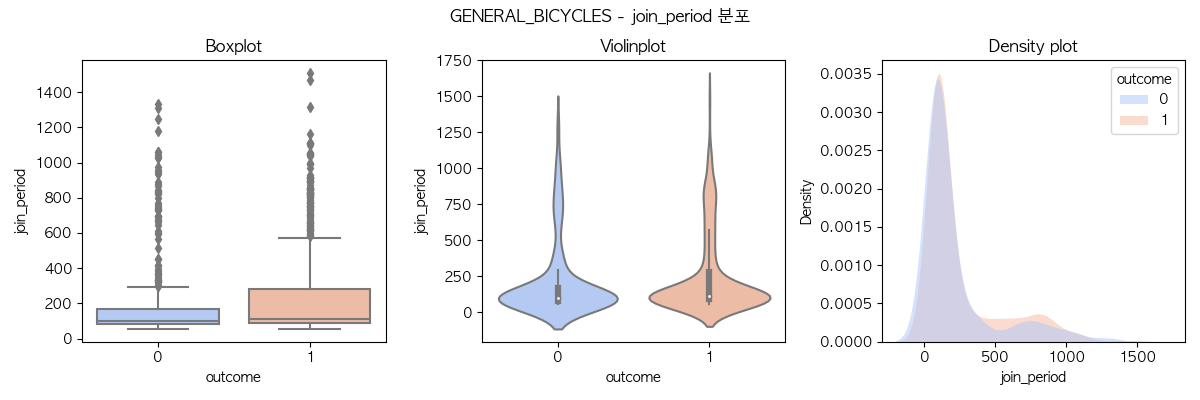 GENERAL_BICYCLES - join_period 분포
Boxplot
join_period
1400
1200
1000
800
600
400
200
0
0 1
outcome
Violinplot
join_period
1750
1500
1250
1000
750
500
250
0
0 1
outcome
Density plot
Density
0.0035
0.0030
0.0025
0.0020
0.0015
0.0010
0.0005
0.0000
0 500 1000 1500
join_period
outcome
0
1